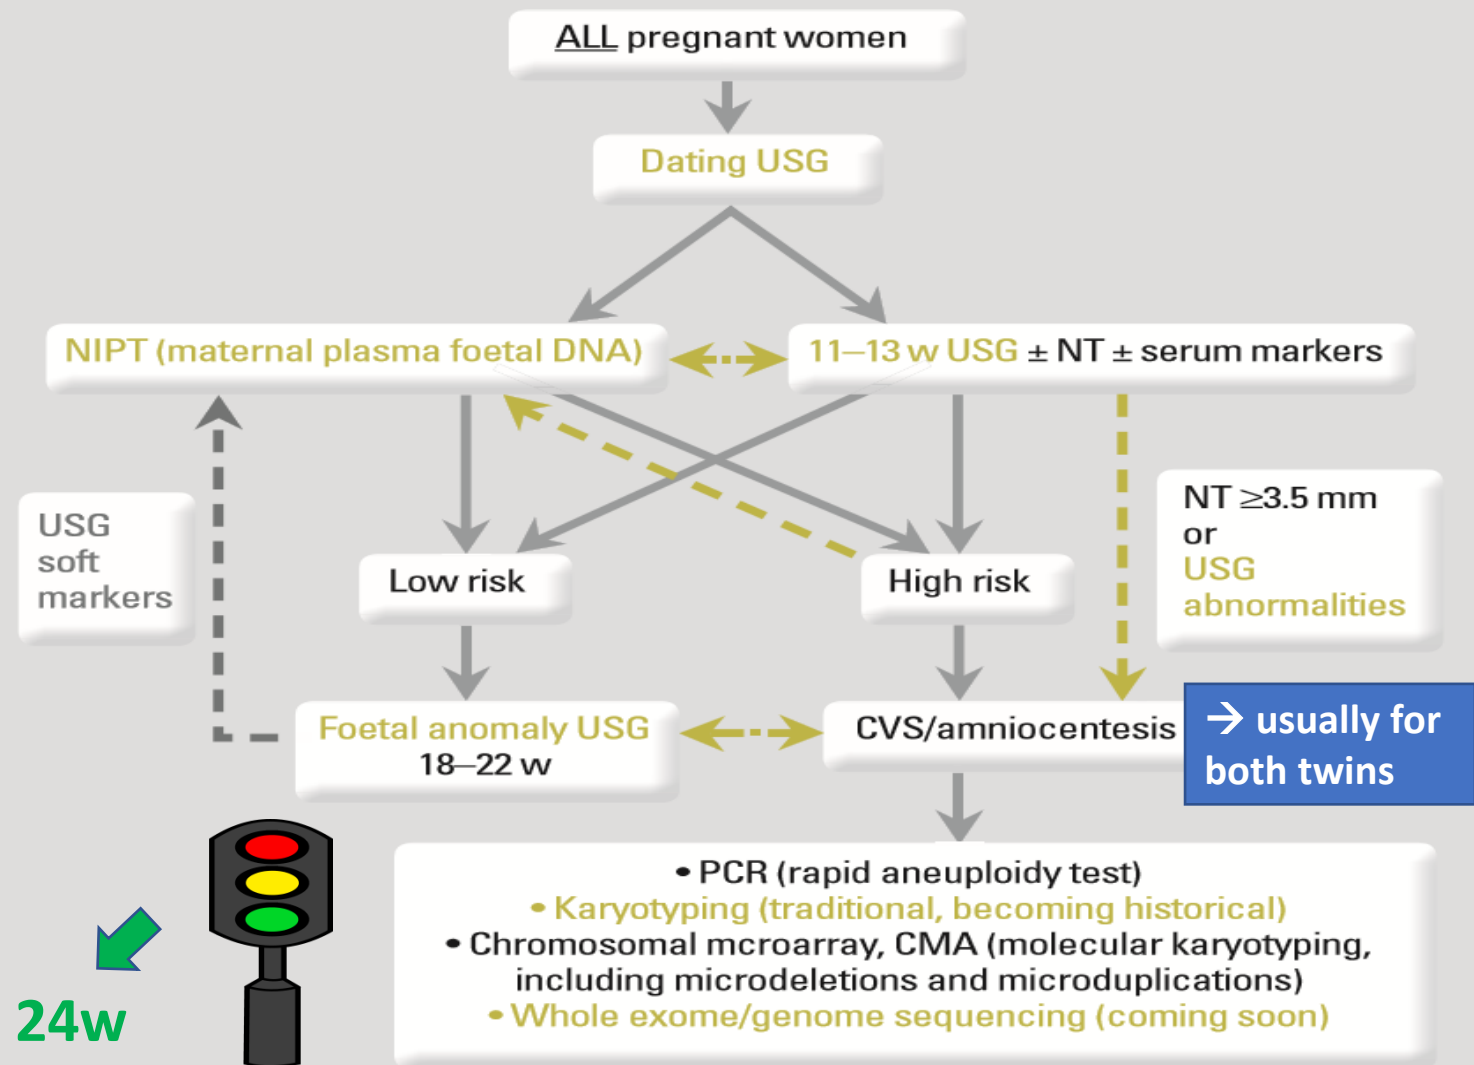 ALL pregnant women
Dating USG
NIPT (maternal plasma foetal DNA)
11–13 w USG ± NT ± serum markers
USG
soft
markers
Low risk
High risk
NT ≥3.5 mm
or
USG
abnormalities
Foetal anomaly USG
18–22 w
CVS/amniocentesis
→ usually for
both twins
• PCR (rapid aneuploidy test)
• Karyotyping (traditional, becoming historical)
• Chromosomal mcroarray, CMA (molecular karyotyping,
including microdeletions and microduplications)
• Whole exome/genome sequencing (coming soon)
24w